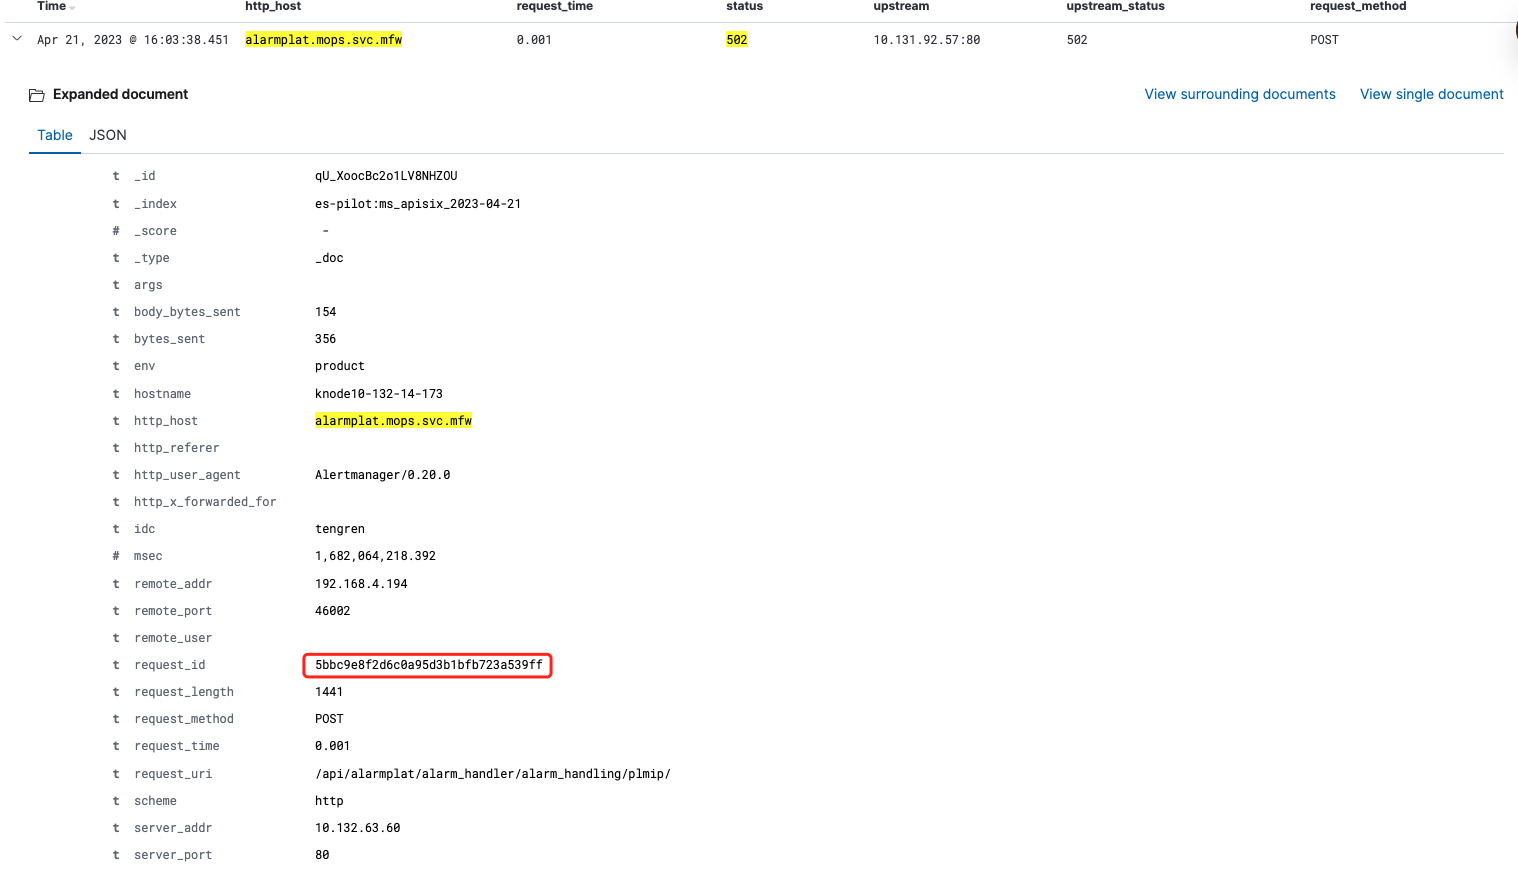 Time http_host request_time status upstream upstream_status request_method
Apr 21, 2023 @ 16:03:38.451 alarmplat.mops.svc.mfw 0.001 502 10.131.92.57:80 502 POST
Expanded document View surrounding documents View single document
Table JSON
t _id qU_XoocBc2o1LV8NHZOU
t _index es-pilot:ms_apisix_2023-04-21
# _score -
t _type _doc
t args
t body_bytes_sent 154
t bytes_sent 356
t env product
t hostname knode10-132-14-173
t http_host alarmplat.mops.svc.mfw
t http_referer
t http_user_agent Alertmanager/0.20.0
t http_x_forwarded_for
t idc tengren
# msec 1,682,064,218.392
t remote_addr 192.168.4.194
t remote_port 46002
t remote_user
t request_id 5bbc9e8f2d6c0a95d3b1bfb723a539ff
t request_length 1441
t request_method POST
t request_time 0.001
t request_uri /api/alarmplat/alarm_handler/alarm_handling/plmip/
t scheme http
t server_addr 10.132.63.60
t server_port 80